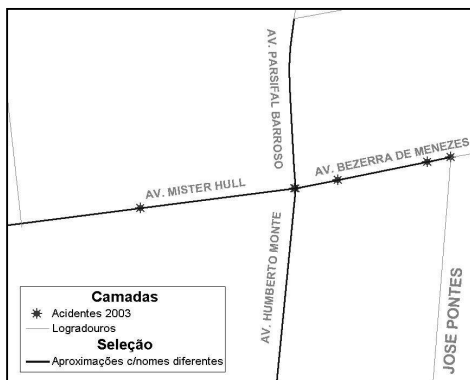 AV. PARSIFAL BARROSO
AV. BEZERRA DE MENEZES
AV. MISTER HULL
AV. HUMBERTO MONTE
JOSE PONTES
Camadas
Acidentes 2003
Logradouros
Seleção
Aproximações c/nomes diferentes